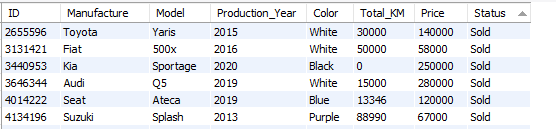 ID Manufacture Model Production_Year Color Total_KM Price Status
2655596 Toyota Yaris 2015 White 30000 140000 Sold
3131421 Fiat 500x 2016 White 50000 58000 Sold
3440953 Kia Sportage 2020 Black 0 250000 Sold
3646344 Audi Q5 2019 White 15000 280000 Sold
4014222 Seat Ateca 2019 Blue 13346 120000 Sold
4134196 Suzuki Splash 2013 Purple 88990 67000 Sold